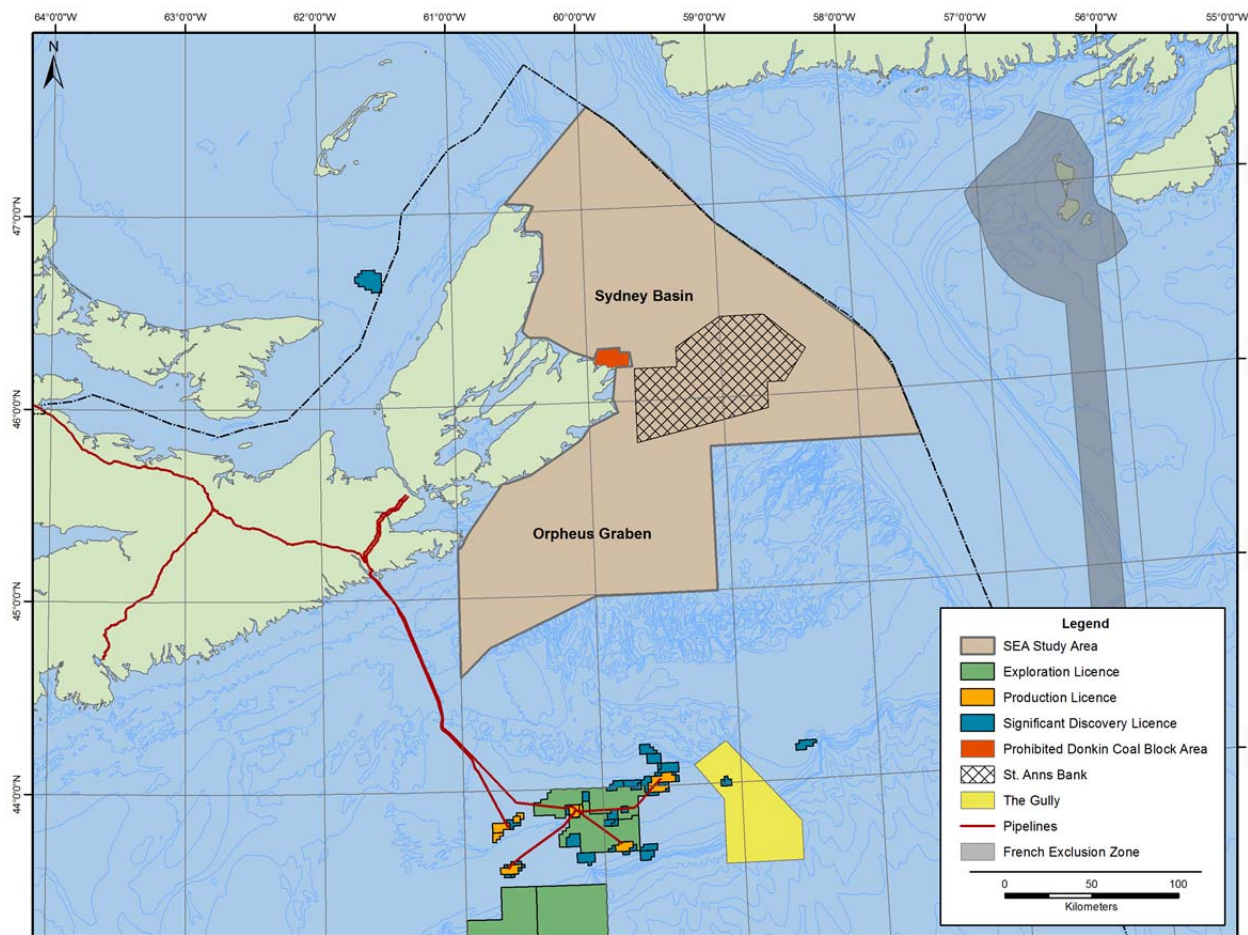 64°0'0"W 63°0'0"W 62°0'0"W 61°0'0"W 60°0'0"W 59°0'0"W 58°0'0"W 57°0'0"W 56°0'0"W 55°0'0"W
N
47°0'0"N
Sydney Basin
46°0'0"N
Orpheus Graben
45°0'0"N
44°0'0"N
Legend
SEA Study Area
Exploration Licence
Production Licence
Significant Discovery Licence
Prohibited Donkin Coal Block Area
St. Anns Bank
The Gully
Pipelines
French Exclusion Zone
0 50 100
Kilometers